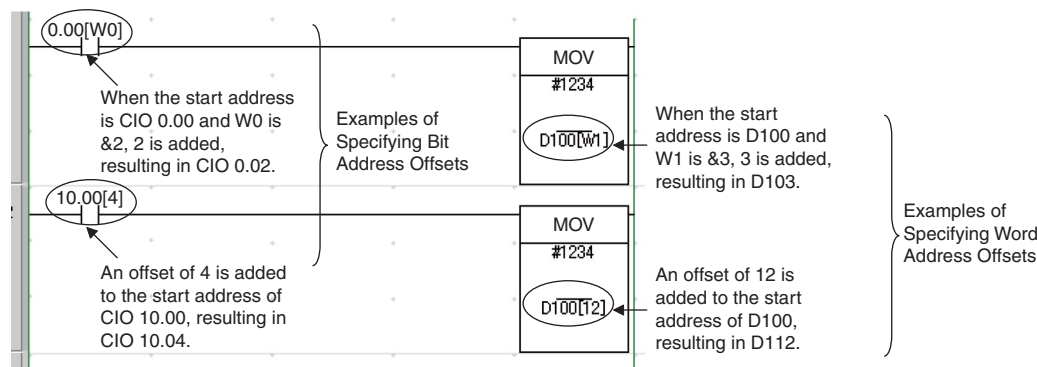 0.00[W0]
When the start address
is CIO 0.00 and W0 is
&2, 2 is added,
resulting in CIO 0.02.
Examples of
Specifying Bit
Address Offsets
MOV
#1234
D100[W1]
When the start
address is D100 and
W1 is &3, 3 is added,
resulting in D103.
10.00[4]
An offset of 4 is added
to the start address of
CIO 10.00, resulting in
CIO 10.04.
MOV
#1234
D100[12]
An offset of 12 is
added to the start
address of D100,
resulting in D112.
Examples of
Specifying Word
Address Offsets